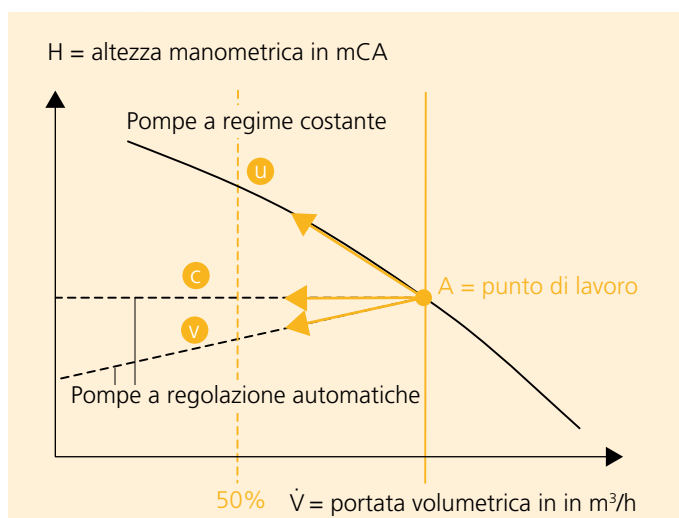 H = altezza manometrica in mCA
Pompe a regime costante
u
c
A = punto di lavoro
v
Pompe a regolazione automatiche
50%
V̇ = portata volumetrica in in m³/h